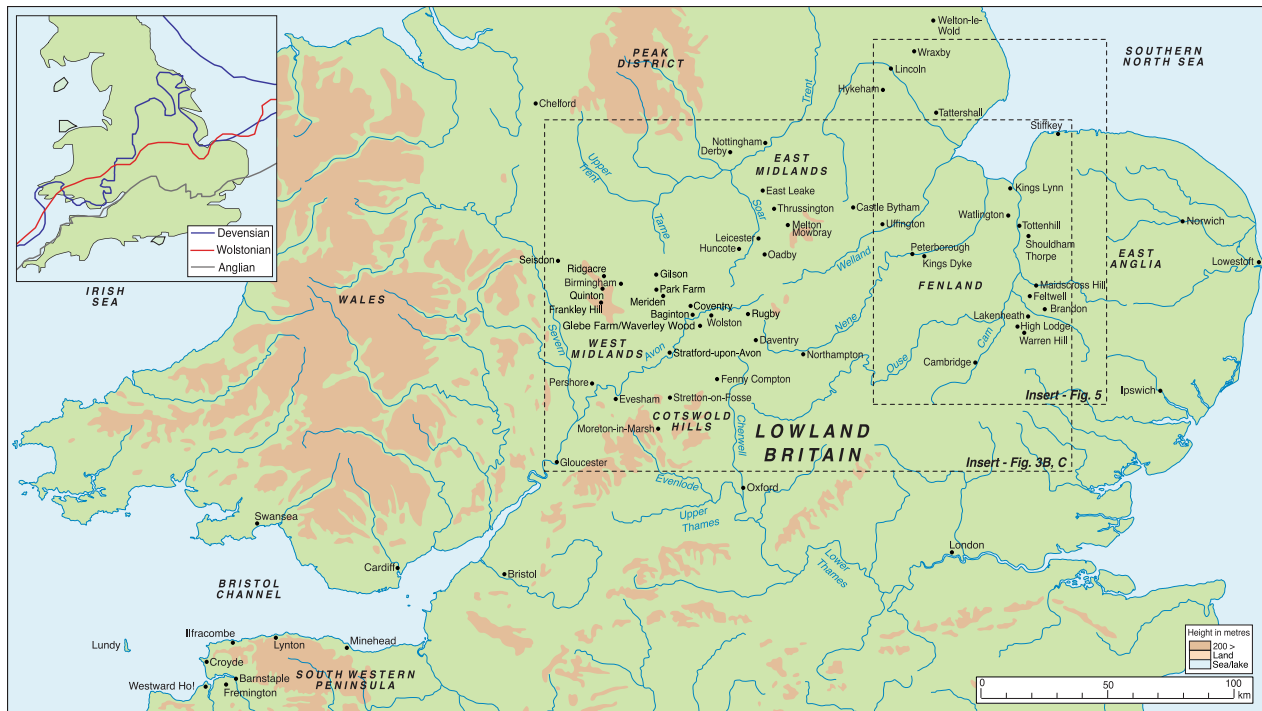 Devensian
Wolstonian
Anglian
IRISH
SEA
WALES
PEAK
DISTRICT
Welton-le-
Wold
SOUTHERN
NORTH SEA
Wraxby
Lincoln
Hykeham
Trent
Chelford
Tattershall
Stiffkey
Nottingham
Derby
EAST
MIDLANDS
Upper
Trent
East Leake
Soar
Thrussington
Castle Bytham
Kings Lynn
Tame
Melton
Mowbray
Uffington
Watlington
Tottenhill
Norwich
Leicester
Huncote
Shouldham
Thorpe
Oadby
Welland
Peterborough
Kings Dyke
EAST
ANGLIA
Lowestoft
Seisdon
Ridgacre
Gilson
Birmingham
Park Farm
FENLAND
Maidscross Hill
Quinton
Meriden
Feltwell
Frankley Hill
Coventry
Brandon
Baginton
Rugby
Nene
Lakenheath
Glebe Farm/Waverley Wood
Wolston
High Lodge
Severn
WEST
MIDLANDS
Avon
Daventry
Cam
Warren Hill
Stratford-upon-Avon
Northampton
Ouse
Cambridge
Pershore
Fenny Compton
Ipswich
Evesham
Stretton-on-Fosse
Insert - Fig. 5
COTSWOLD
HILLS
Moreton-in-Marsh
Cherwell
LOWLAND
BRITAIN
Gloucester
Insert - Fig. 3B, C
Evenlode
Oxford
Upper
Thames
Swansea
London
Lower
Thames
Cardiff
Bristol
BRISTOL
CHANNEL
Lundy
Ilfracombe
Lynton
Minehead
Croyde
Barnstaple
SOUTH WESTERN
PENINSULA
Westward Ho!
Fremington
Height in metres
200 >
Land
Sea/lake
0 50 100
km